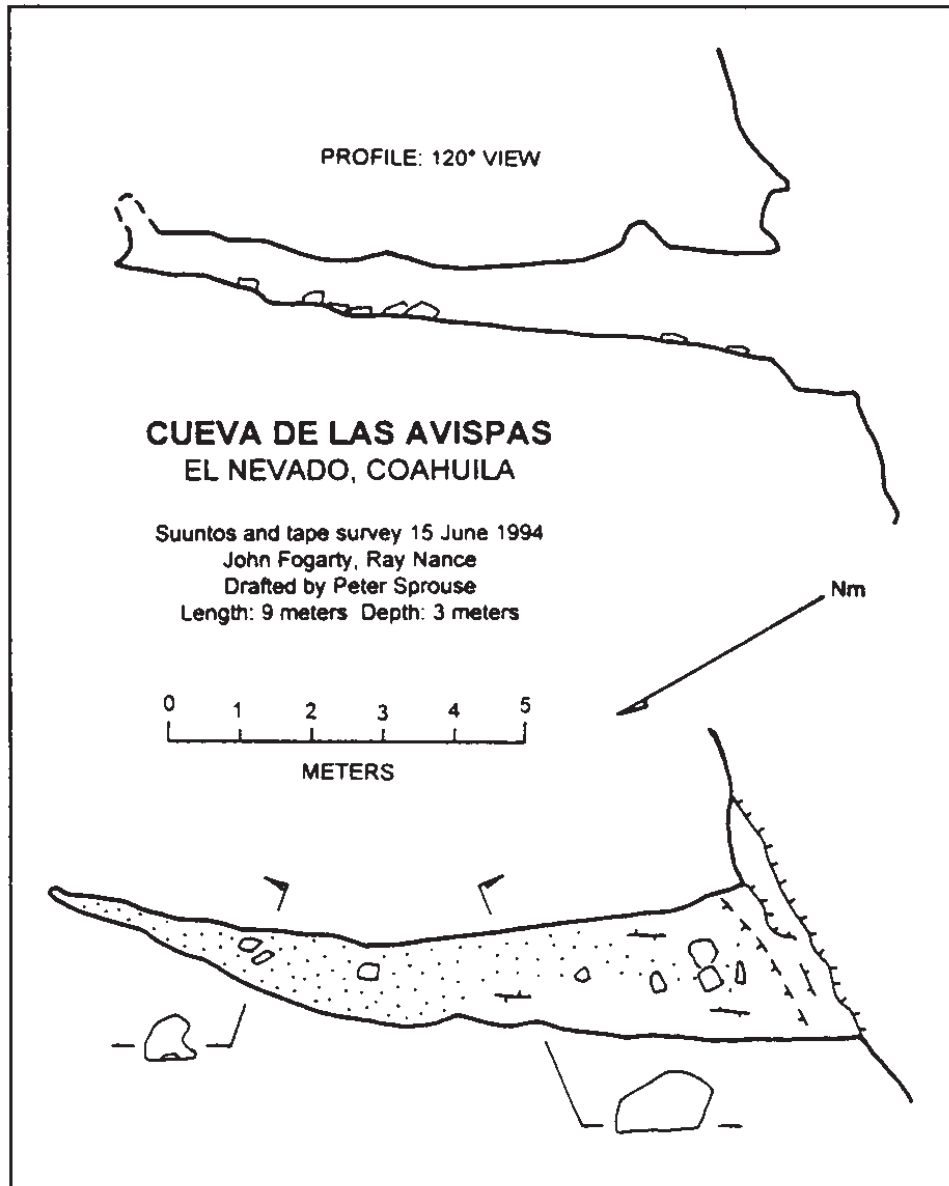 PROFILE: 120° VIEW
CUEVA DE LAS AVISPAS
EL NEVADO, COAHUILA
Suuntos and tape survey 15 June 1994
John Fogarty, Ray Nance
Drafted by Peter Sprouse
Length: 9 meters Depth: 3 meters
Nm
0 1 2 3 4 5
METERS